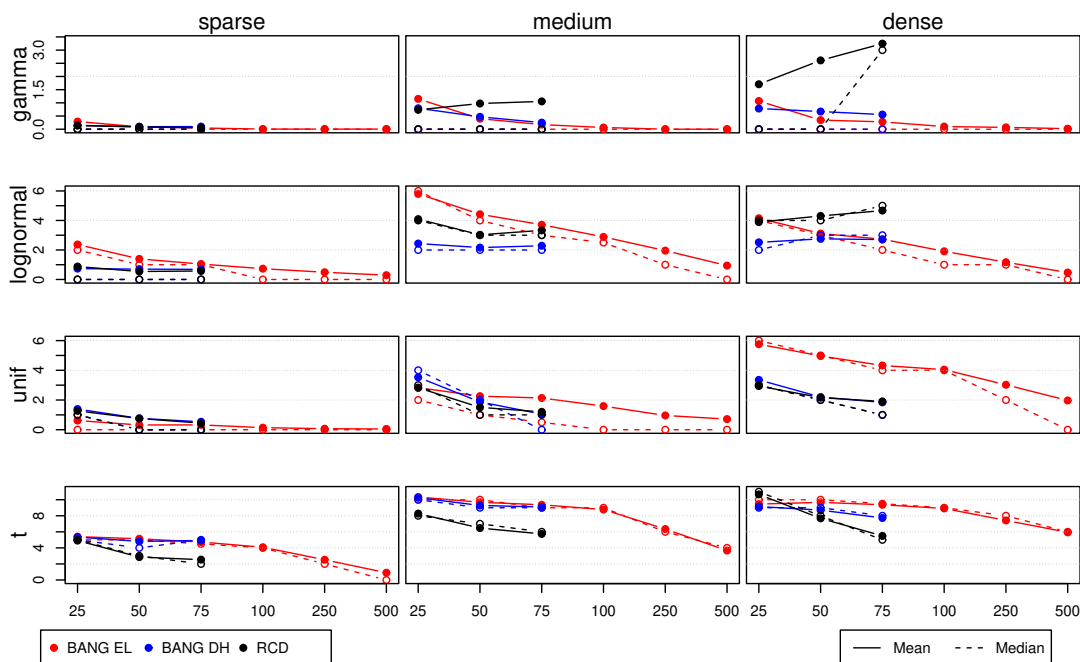 sparse medium dense
gamma
0.0 1.5 3.0
lognormal
0 2 4 6
unif
0 2 4 6
t
0 4 8
25 50 75 100 250 500 25 50 75 100 250 500 25 50 75 100 250 500
BANG EL BANG DH RCD Mean Median